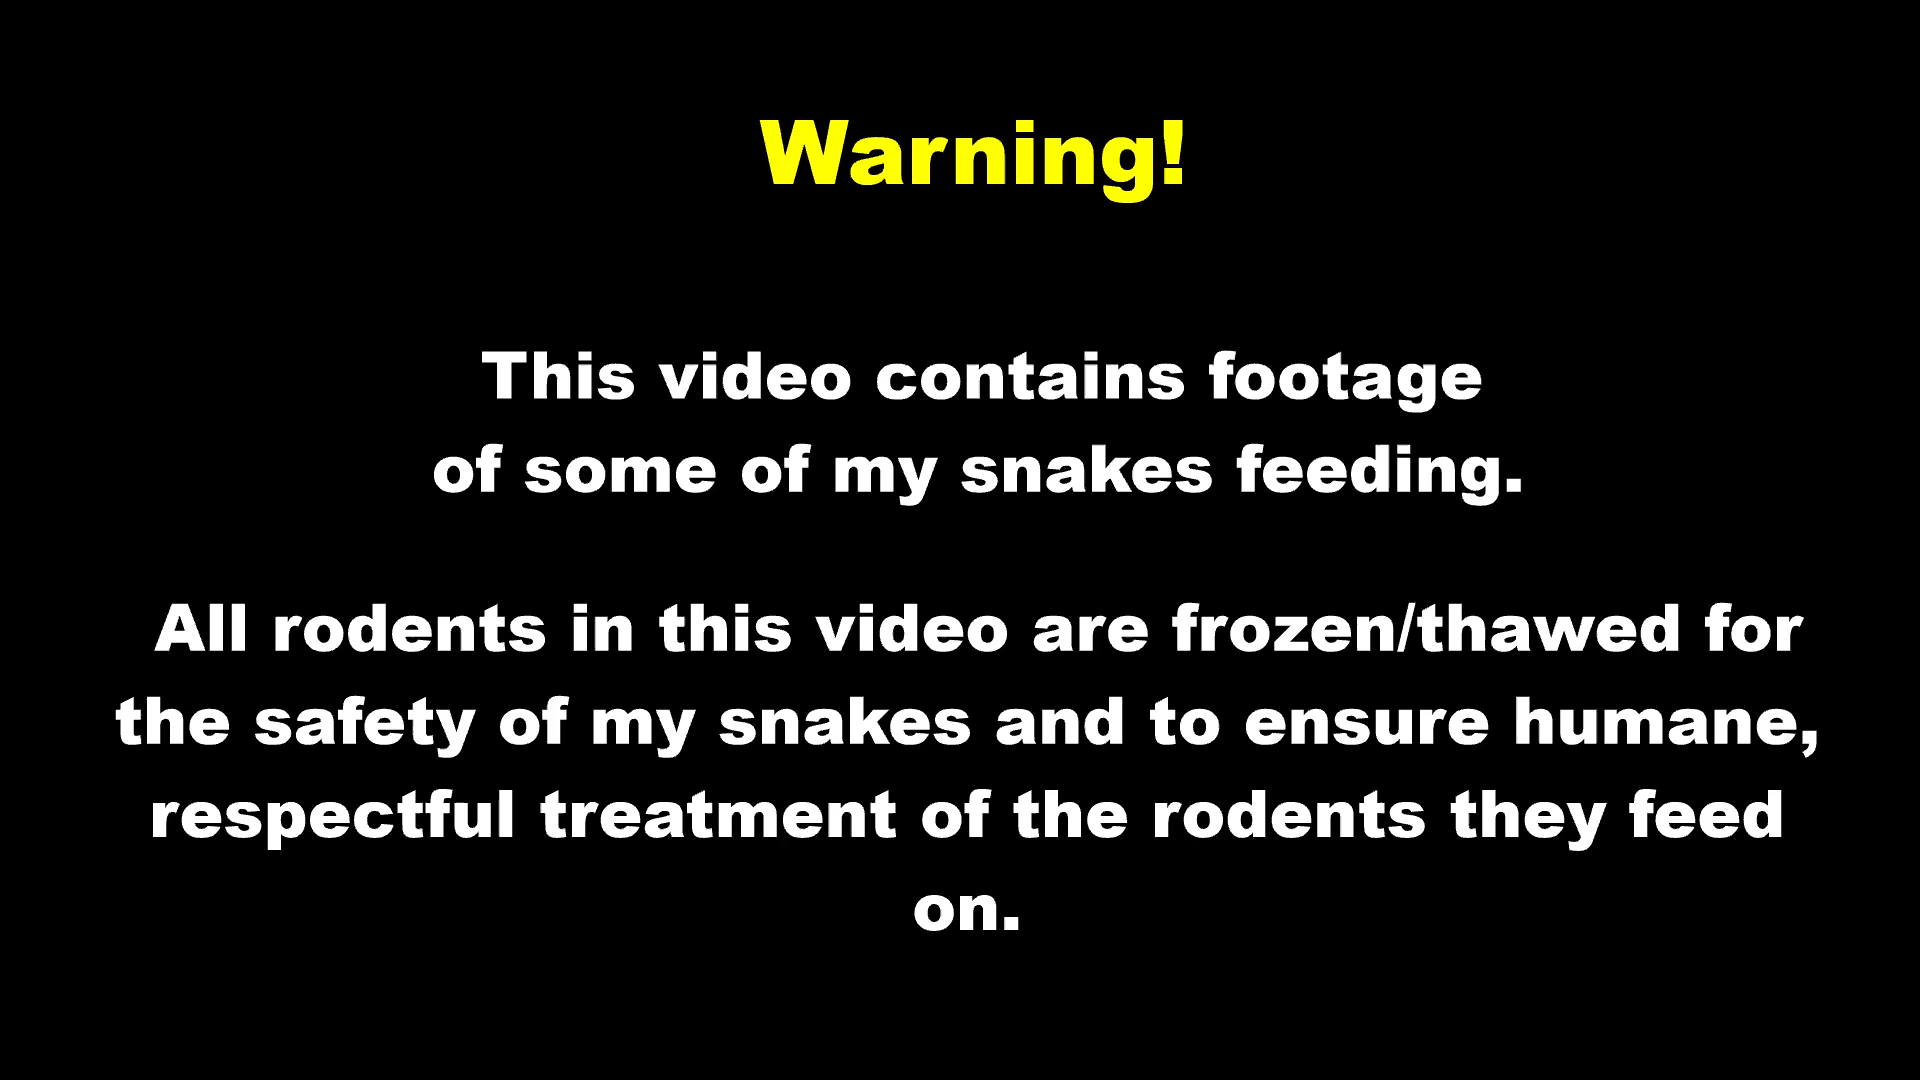 Warning!
This video contains footage
of some of my snakes feeding.
All rodents in this video are frozen/thawed for
the safety of my snakes and to ensure humane,
respectful treatment of the rodents they feed
on.